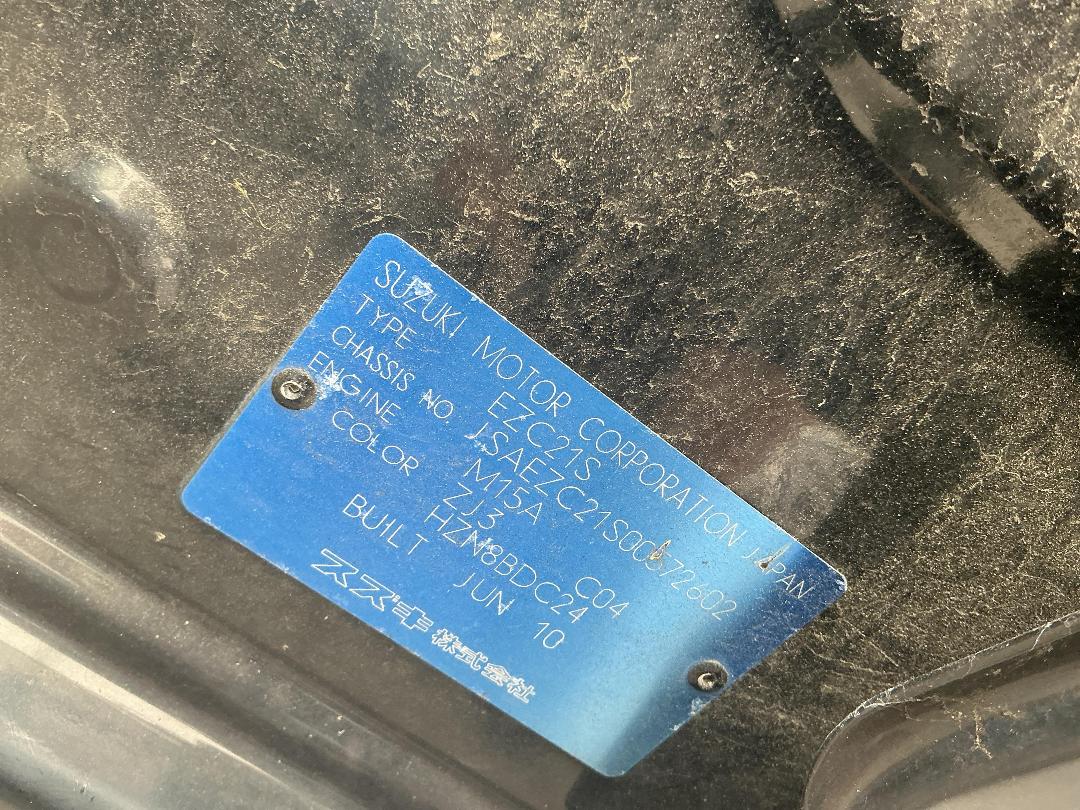 SUZUKI MOTOR CORPORATION JAPAN
TYPE EZC21S
CHASSIS NO. JSAEZC21S00672602
ENGINE M15A
COLOR ZJ3 C04
HZN8BDC24
BUILT JUN 10
スズキ株式会社